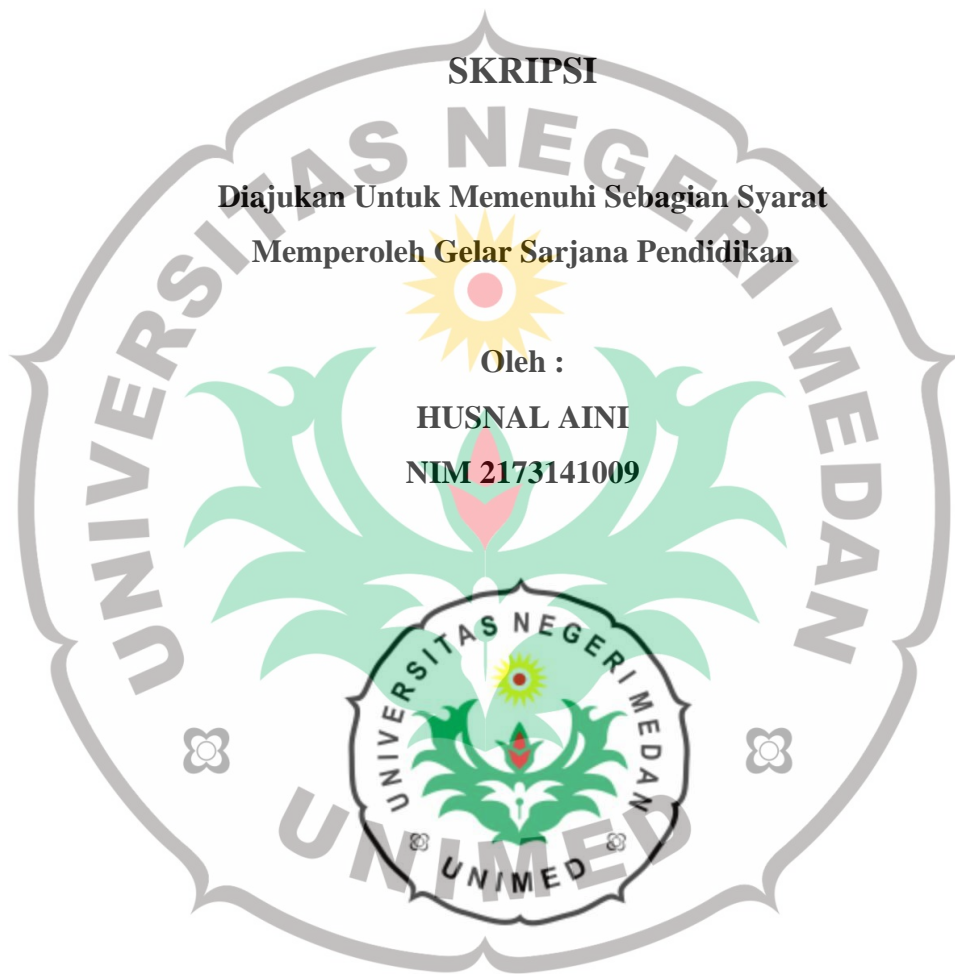 SKRIPSI
Diajukan Untuk Memenuhi Sebagian Syarat
Memperoleh Gelar Sarjana Pendidikan
Oleh :
HUSNAL AINI
NIM 2173141009
UNIVERSITAS NEGERI MEDAN
UNIMED
UNIVERSITAS NEGERI MEDAN
UNIMED